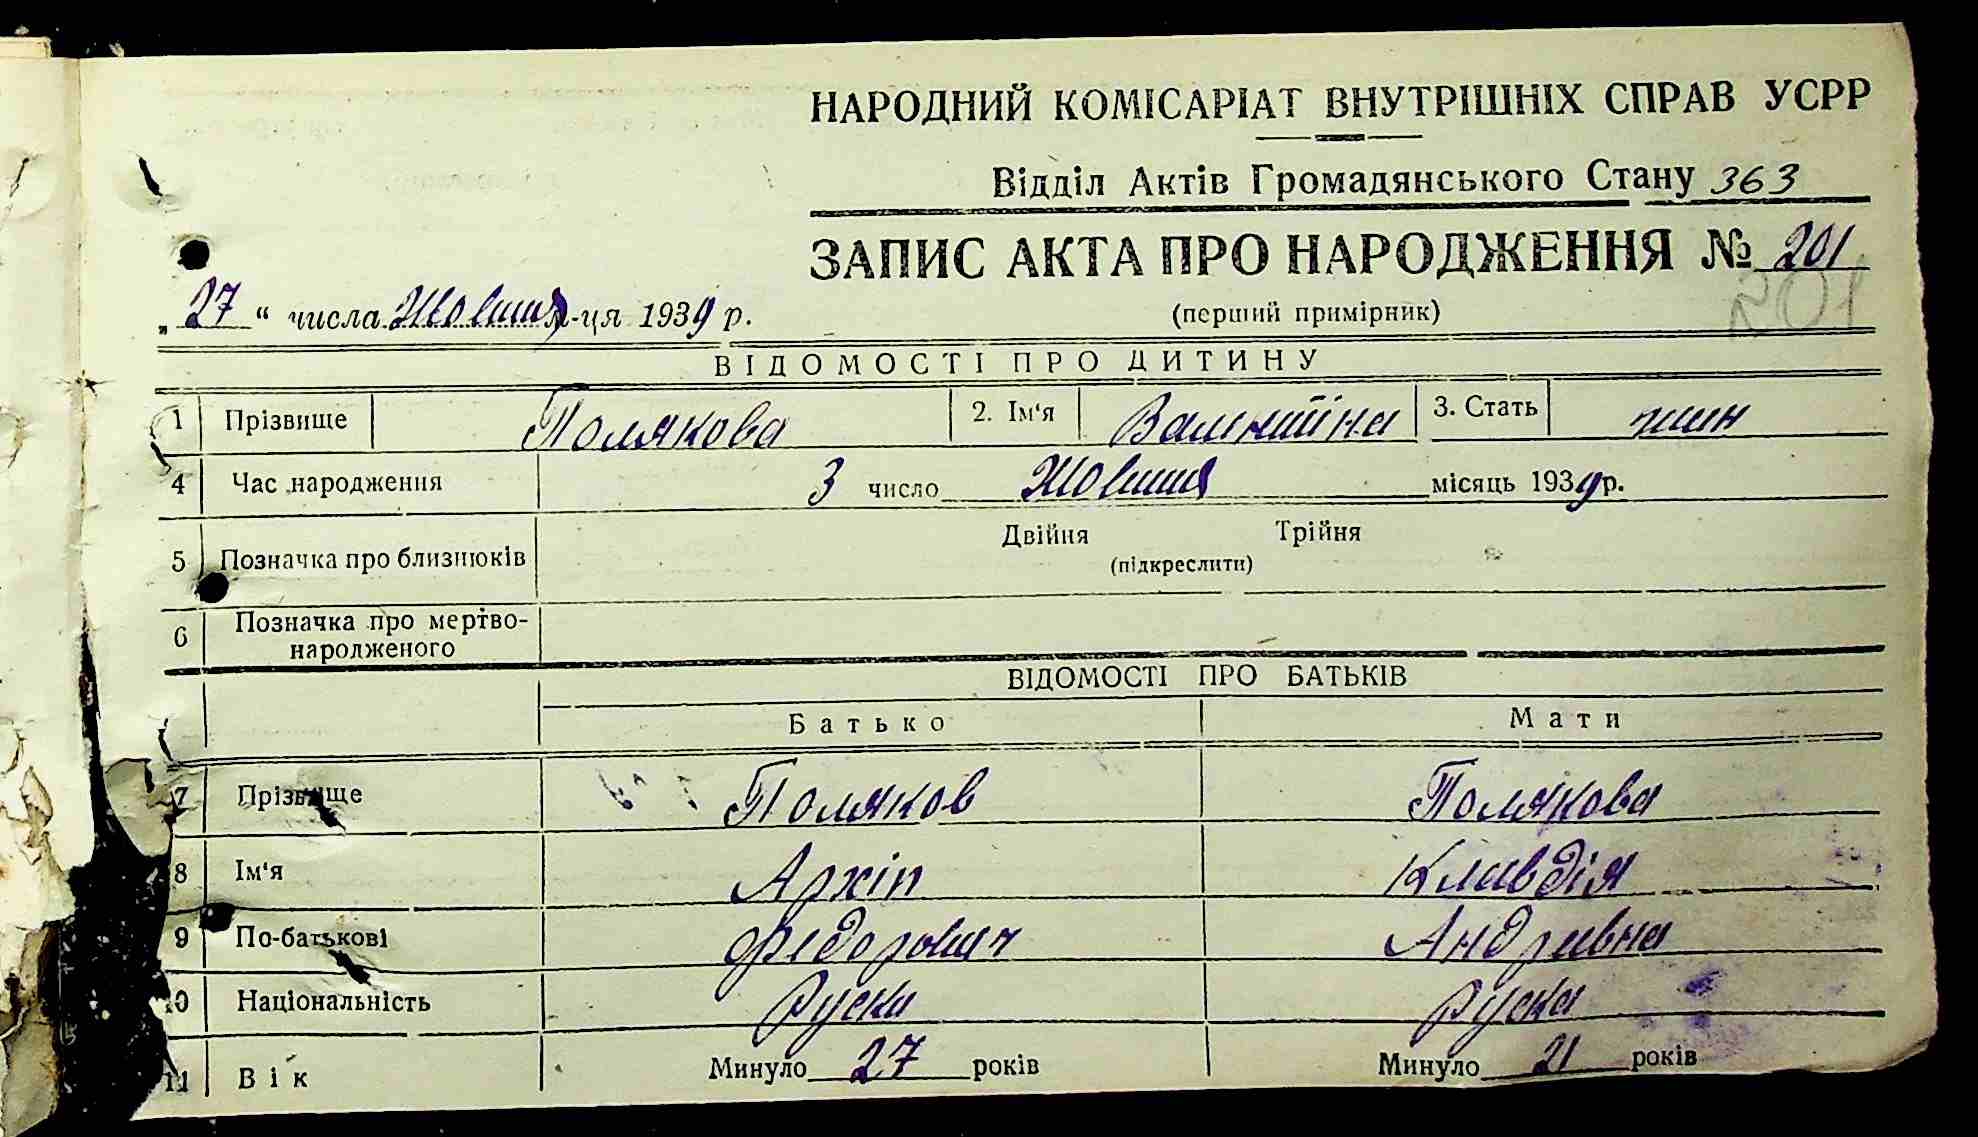 НАРОДНИЙ КОМІСАРІАТ ВНУТРІШНІХ СПРАВ УСРР
Відділ Актів Громадянського Стану 363
ЗАПИС АКТА ПРО НАРОДЖЕННЯ № 201
„27“ числа Жовтня м-ця 1939 р.
(перший примірник)
201
ВІДОМОСТІ ПРО ДИТИНУ
1 Прізвище Полякова 2. Ім'я Валентіна 3. Стать жін
4 Час народження 3 число Жовтня місяць 1939 р.
5 Позначка про близнюків Двійня Трійня
(підкреслити)
6 Позначка про мертво-
народженого
ВІДОМОСТІ ПРО БАТЬКІВ
Батько Мати
7 Прізвище Поляков Полякова
8 Ім'я Архіп Клавдія
9 По-батькові Федорович Андривна
10 Національність Руски Руска
11 Вік Минуло 27 років Минуло 21 років